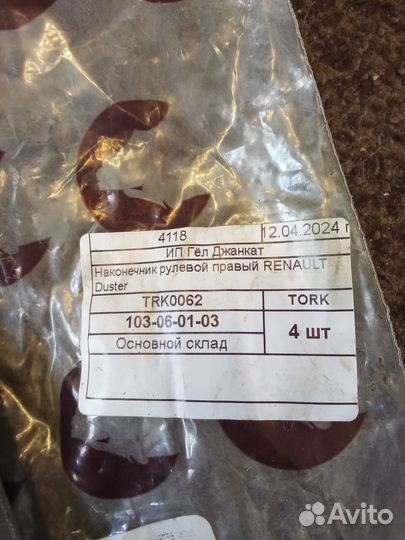 4118 12.04.2024 г
ИП Гёл Джанкат
Наконечник рулевой правый RENAULT
Duster
TRK0062 TORK
103-06-01-03 4 шт
Основной склад
Avito